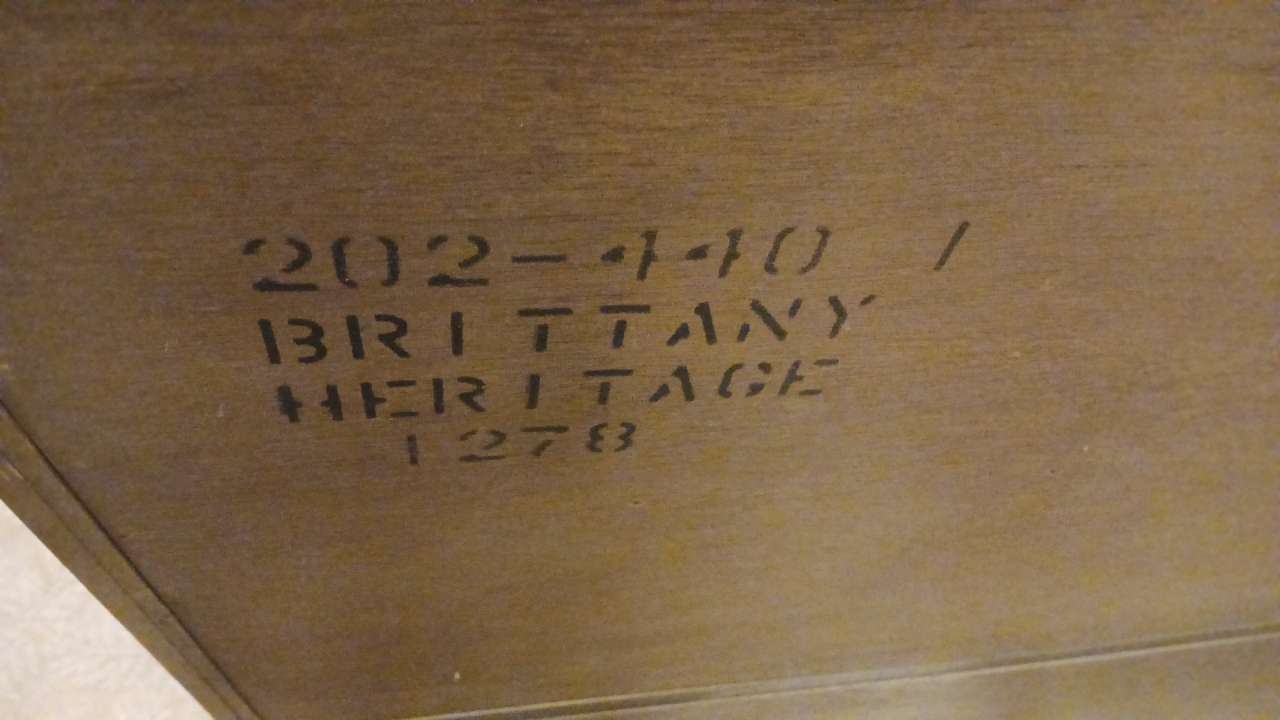 202-440 /
BRITTANY
HERITAGE
1278